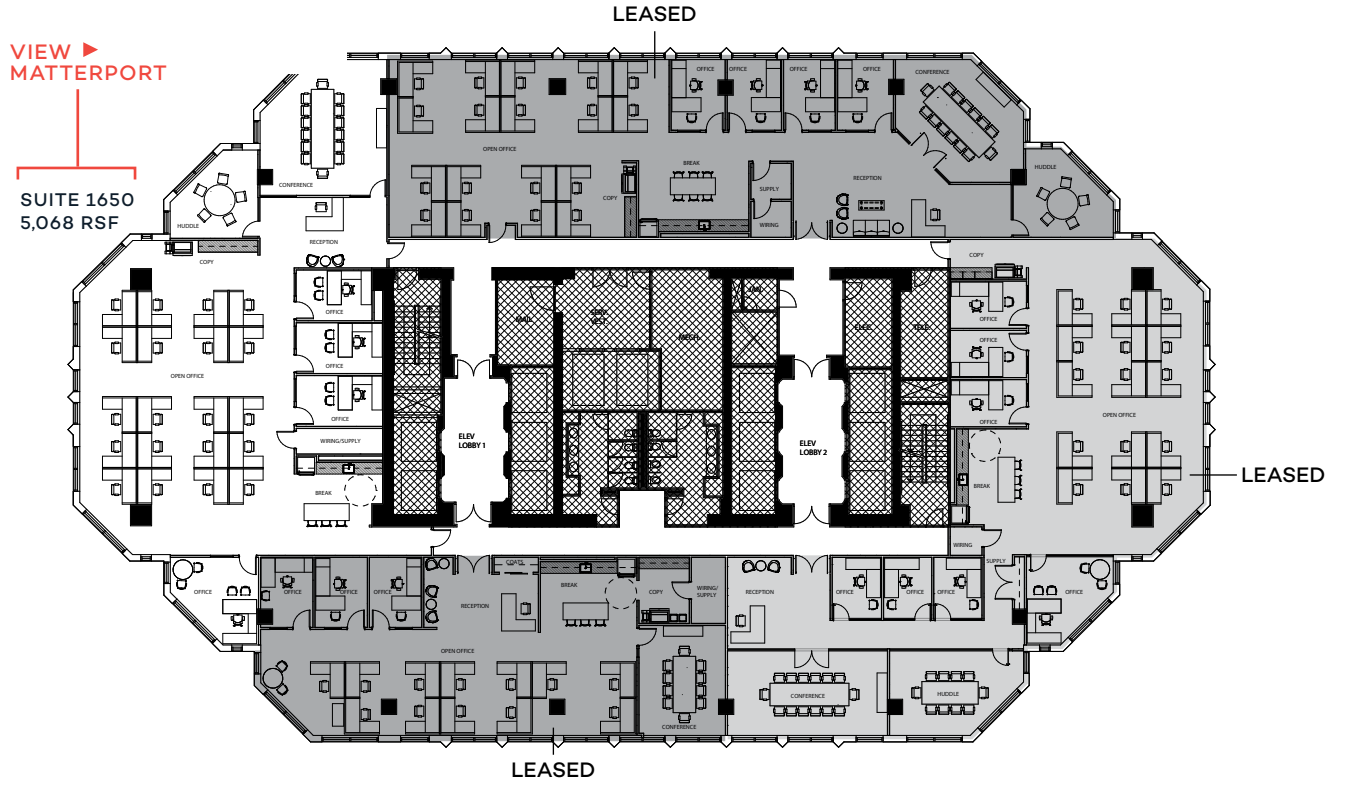 LEASED
VIEW
MATTERPORT
SUITE 1650
5,068 RSF
OFFICE
OFFICE
OFFICE
OFFICE
CONFERENCE
OPEN OFFICE
BREAK
COPY
SUPPLY
WIRING
RECEPTION
HUDDLE
CONFERENCE
HUDDLE
RECEPTION
COPY
OFFICE
OFFICE
OFFICE
OPEN OFFICE
WIRING/SUPPLY
BREAK
OFFICE
MAIL
MECH.
JAN
ELEC.
TELE.
ELEV
LOBBY 1
ELEV
LOBBY 2
COPY
OFFICE
OFFICE
OFFICE
OPEN OFFICE
BREAK
LEASED
WIRING
SUPPLY
OFFICE
OFFICE
OFFICE
OFFICE
RECEPTION
COATS
BREAK
COPY
WIRING/
SUPPLY
OPEN OFFICE
CONFERENCE
RECEPTION
OFFICE
OFFICE
OFFICE
CONFERENCE
HUDDLE
LEASED